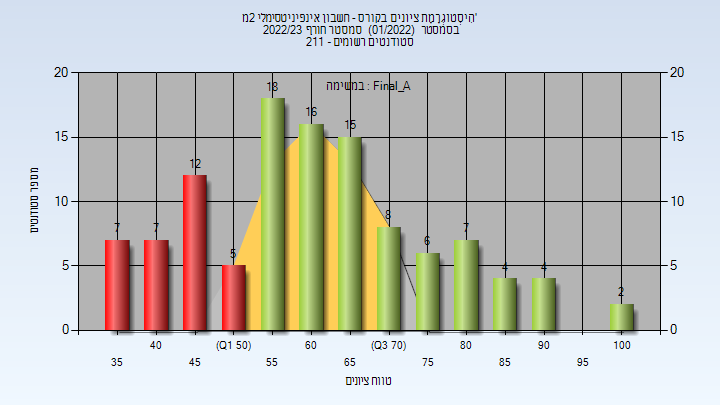 היסטוגרמת ציונים בקורס - חשבון אינפיניטסימלי 2מ'
בסמסטר (01/2022) סמסטר חורף 2022/23
סטודנטים רשומים - 211
במשימה : Final_A
מספר סטודנטים
20 20
15 15
10 10
5 5
0 0
7 7 12 5 18 16 15 8 6 7 4 4 2
40 (Q1 50) 60 (Q3 70) 80 90 100
35 45 55 65 75 85 95
טווח ציונים